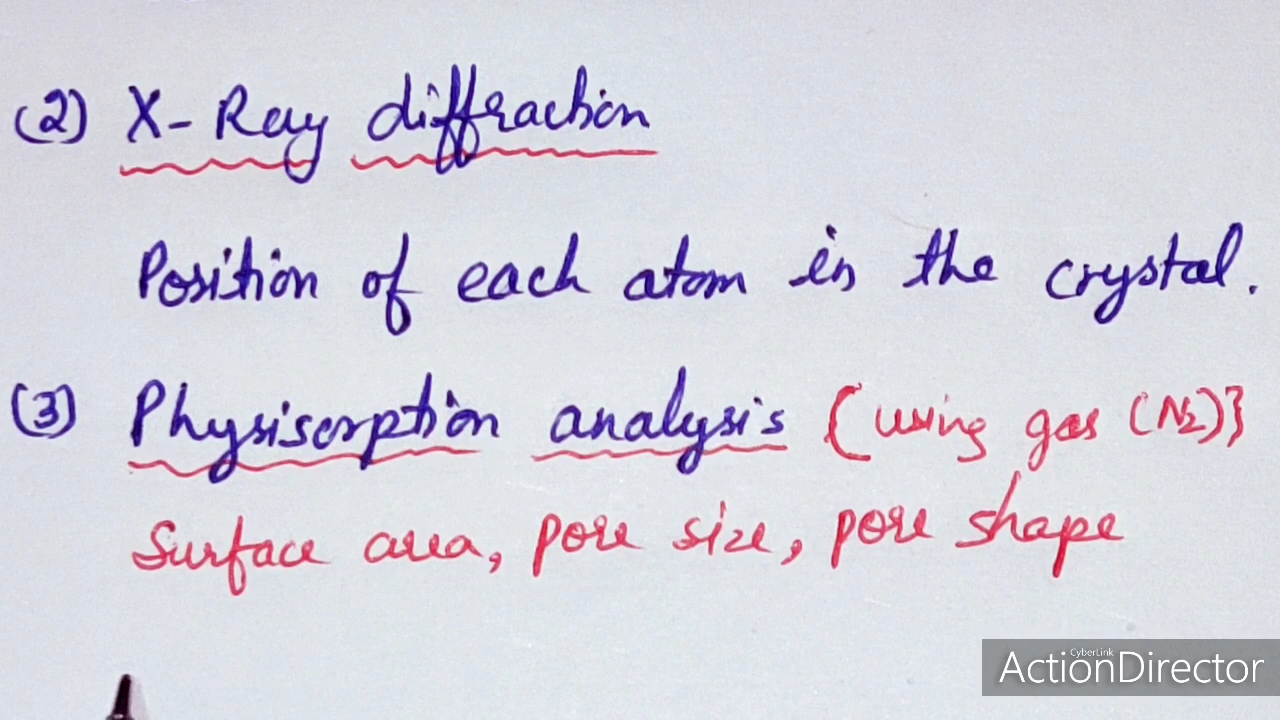 (2) X-Ray diffraction
Position of each atom in the crystal.
(3) Physisorption analysis {using gas (N₂)}
Surface area, pore size, pore shape
CyberLink
ActionDirector